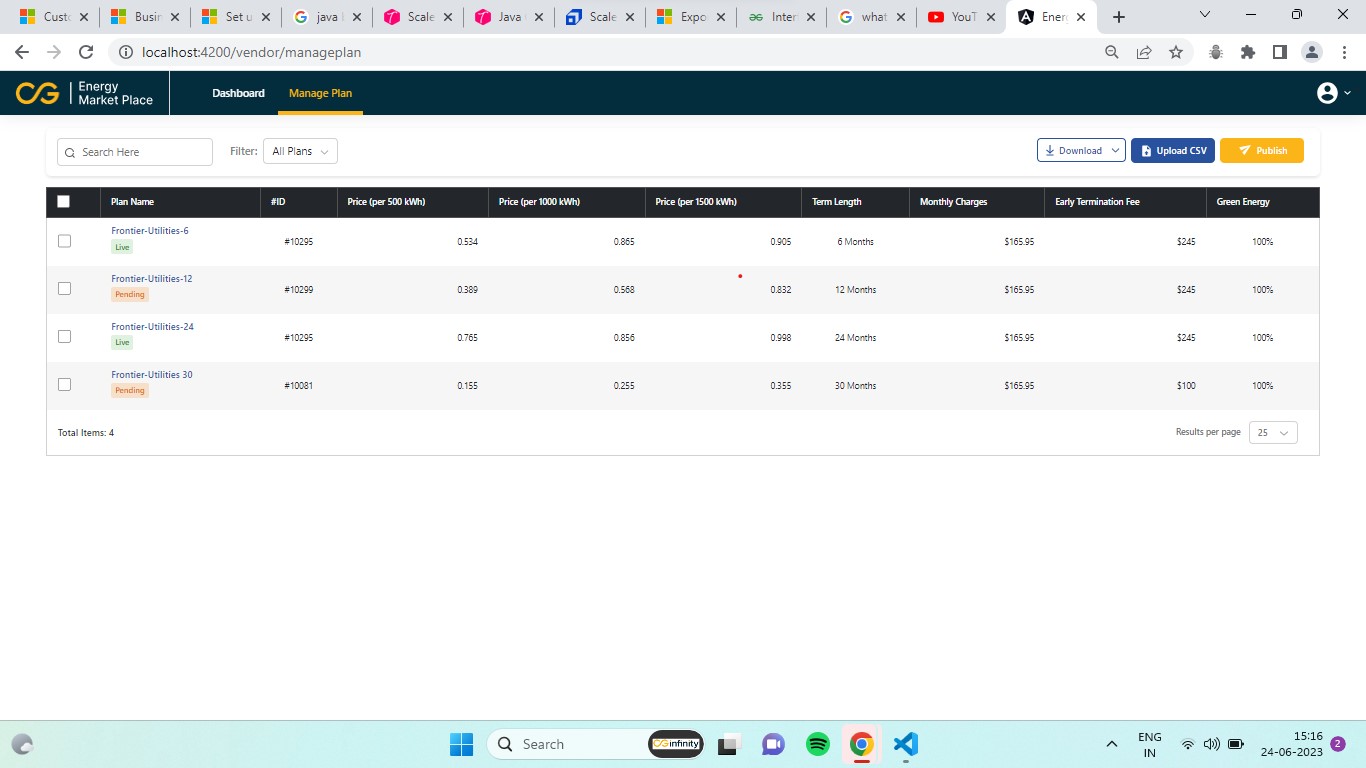 Custo
Busin
Set u
java l
Scale
Java
Scale
Expo
Inter
what
YouT
Ener
localhost:4200/vendor/manageplan
CG Energy
Market Place
Dashboard
Manage Plan
Search Here
Filter:
All Plans
Download
Upload CSV
Publish
Plan Name #ID Price (per 500 kWh) Price (per 1000 kWh) Price (per 1500 kWh) Term Length Monthly Charges Early Termination Fee Green Energy
Frontier-Utilities-6
Live
#10295 0.534 0.865 0.905 6 Months $165.95 $245 100%
Frontier-Utilities-12
Pending
#10299 0.389 0.568 0.832 12 Months $165.95 $245 100%
Frontier-Utilities-24
Live
#10295 0.765 0.856 0.998 24 Months $165.95 $245 100%
Frontier-Utilities 30
Pending
#10081 0.155 0.255 0.355 30 Months $165.95 $100 100%
Total Items: 4
Results per page
25
Search
CG infinity
ENG
IN
15:16
24-06-2023
2